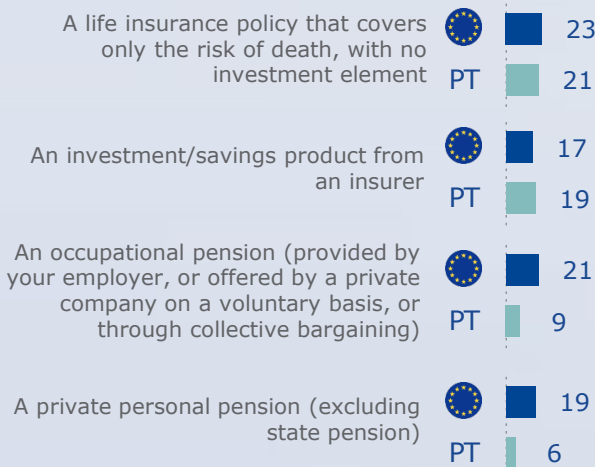 A life insurance policy that covers
only the risk of death, with no
investment element
23
PT 21
An investment/savings product from
an insurer
17
PT 19
An occupational pension (provided by
your employer, or offered by a private
company on a voluntary basis, or
through collective bargaining)
21
PT 9
A private personal pension (excluding
state pension)
19
PT 6